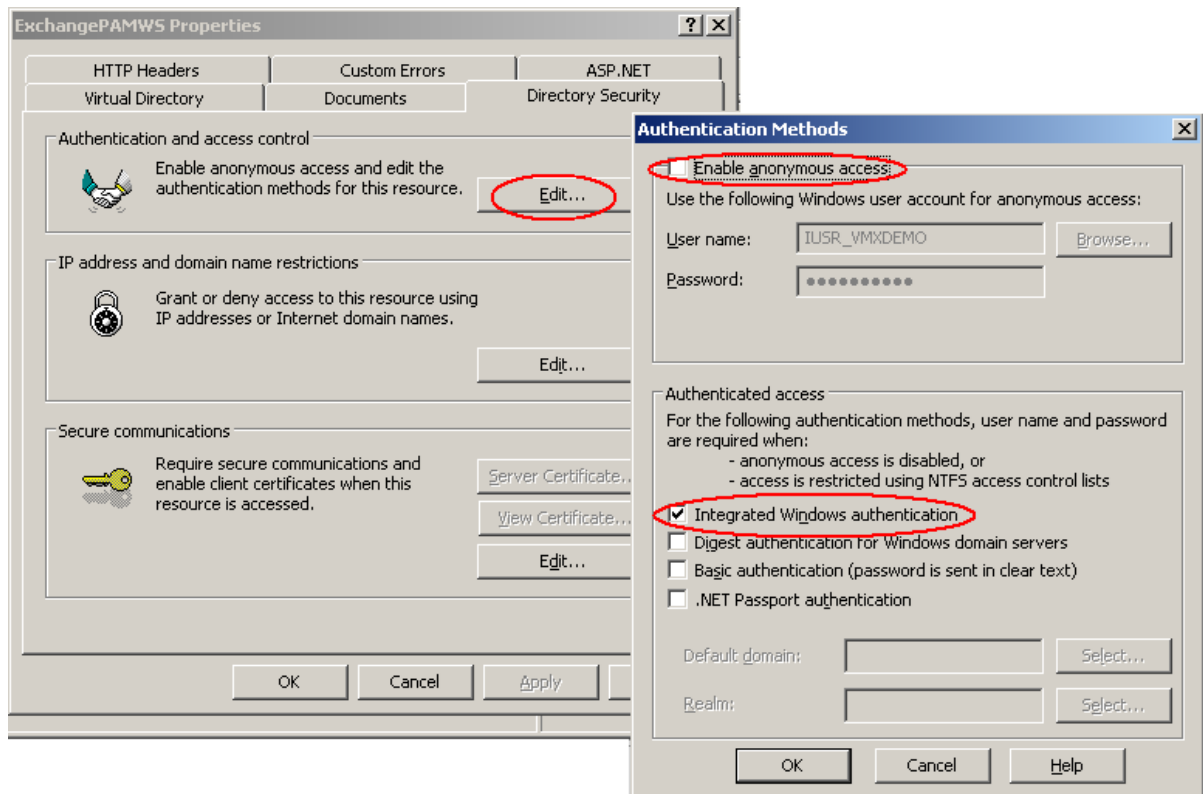 ExchangePAMWS Properties
HTTP Headers
Custom Errors
ASP.NET
Virtual Directory
Documents
Directory Security
Authentication and access control
Enable anonymous access and edit the
authentication methods for this resource.
Edit...
IP address and domain name restrictions
Grant or deny access to this resource using
IP addresses or Internet domain names.
Edit...
Secure communications
Require secure communications and
enable client certificates when this
resource is accessed.
Server Certificate...
View Certificate...
Edit...
OK
Cancel
Apply
Authentication Methods
Enable anonymous access
Use the following Windows user account for anonymous access:
User name:
IUSR_VMXDEMO
Browse...
Password:
●●●●●●●●●●
Authenticated access
For the following authentication methods, user name and password
are required when:
- anonymous access is disabled, or
- access is restricted using NTFS access control lists
Integrated Windows authentication
Digest authentication for Windows domain servers
Basic authentication (password is sent in clear text)
.NET Passport authentication
Default domain:
Select...
Realm:
Select...
OK
Cancel
Help